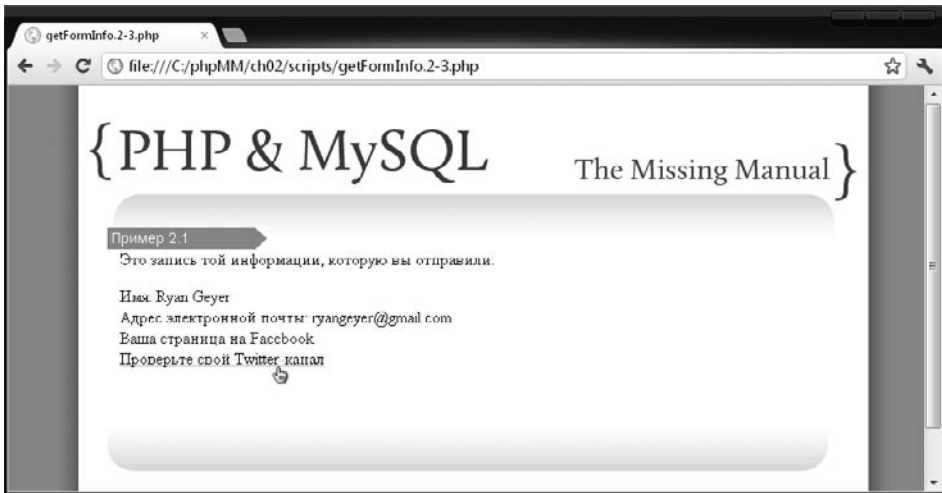 getFormInfo.2-3.php
file:///C:/phpMM/ch02/scripts/getFormInfo.2-3.php
{PHP & MySQL
The Missing Manual}
Пример 2.1
Это запись той информации, которую вы отправили:
Имя: Ryan Geyer
Адрес электронной почты: ryangeyer@gmail.com
Ваша страница на Facebook
Проверьте свой Twitter-канал